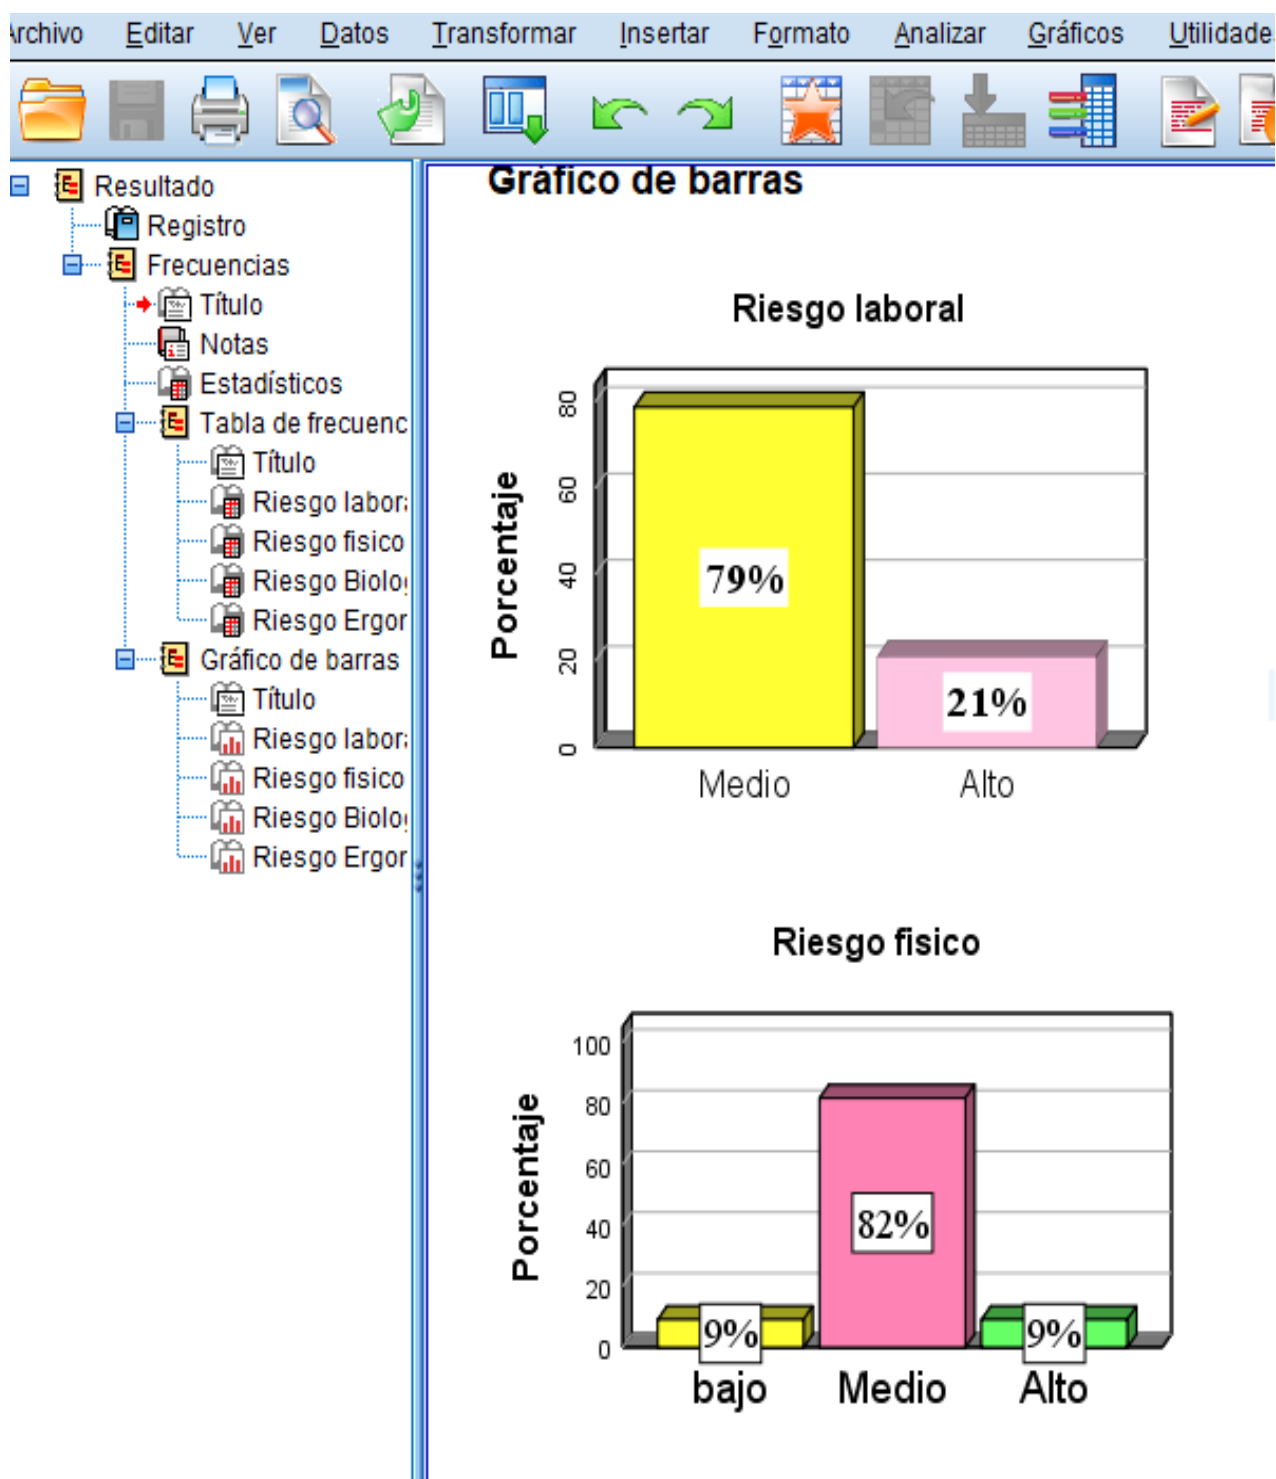 Archivo Editar Ver Datos Transformar Insertar Formato Analizar Gráficos Utilidade
Resultado
Registro
Frecuencias
Título
Notas
Estadísticos
Tabla de frecuenc
Título
Riesgo labor
Riesgo fisico
Riesgo Biolo
Riesgo Ergor
Gráfico de barras
Título
Riesgo labor
Riesgo fisico
Riesgo Biolo
Riesgo Ergor
Gráfico de barras
Riesgo laboral
Porcentaje
80
60
40
20
0
79%
21%
Medio Alto
Riesgo fisico
Porcentaje
100
80
60
40
20
0
9%
82%
9%
bajo Medio Alto